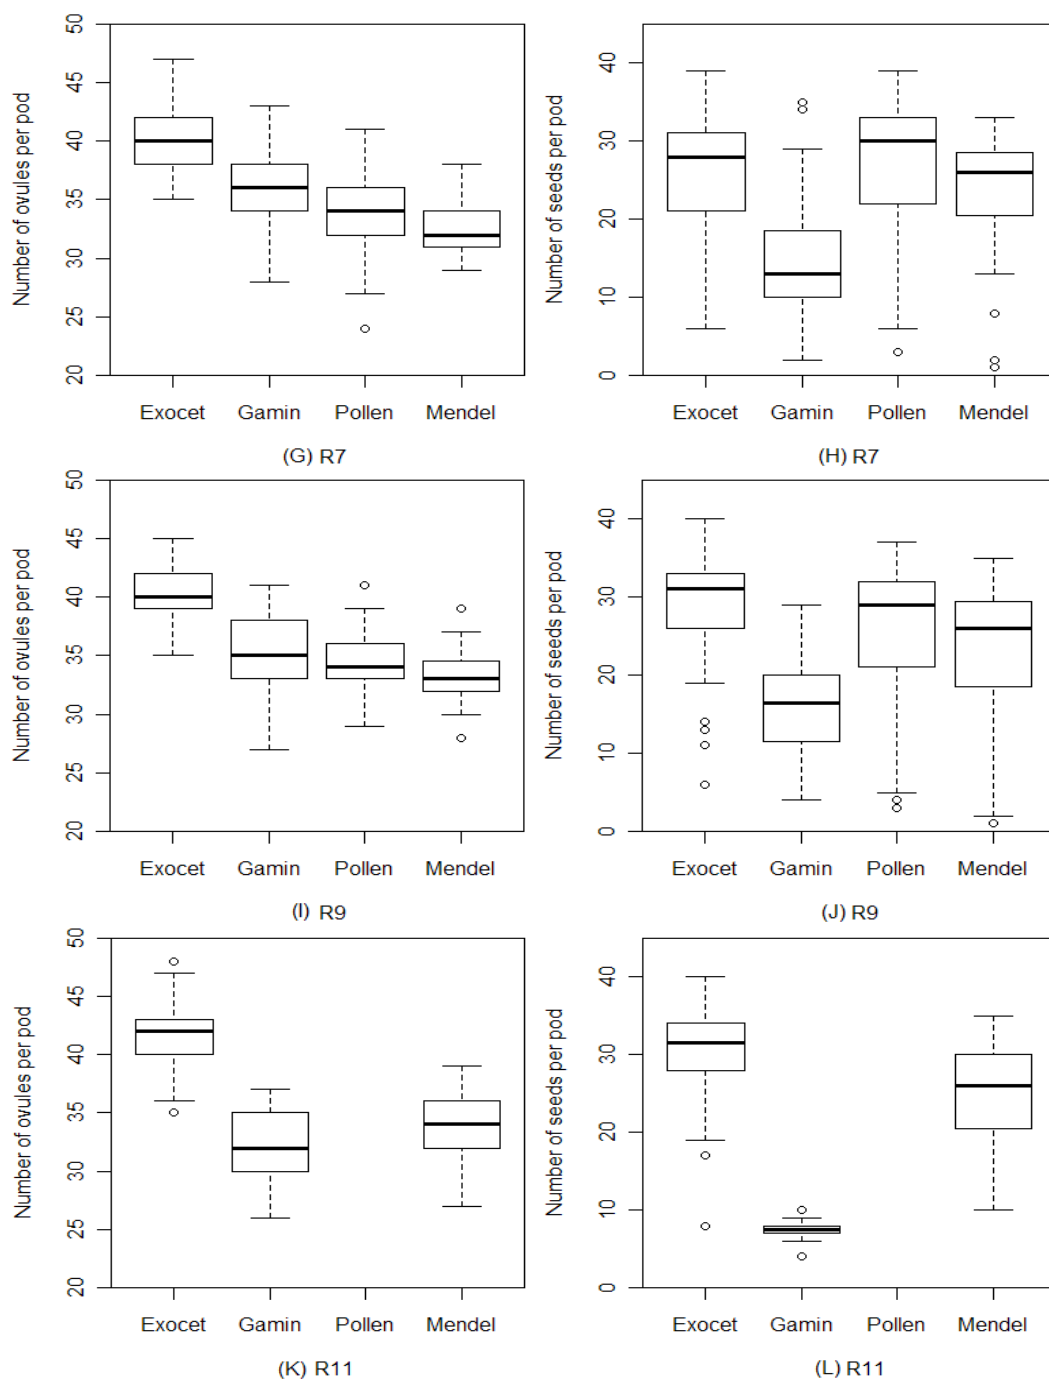 Number of ovules per pod
50
45
40
35
30
25
20
Exocet Gamin Pollen Mendel
(G) R7
Number of seeds per pod
40
30
20
10
0
Exocet Gamin Pollen Mendel
(H) R7
Number of ovules per pod
50
45
40
35
30
25
20
Exocet Gamin Pollen Mendel
(I) R9
Number of seeds per pod
40
30
20
10
0
Exocet Gamin Pollen Mendel
(J) R9
Number of ovules per pod
50
45
40
35
30
25
20
Exocet Gamin Pollen Mendel
(K) R11
Number of seeds per pod
40
30
20
10
0
Exocet Gamin Pollen Mendel
(L) R11